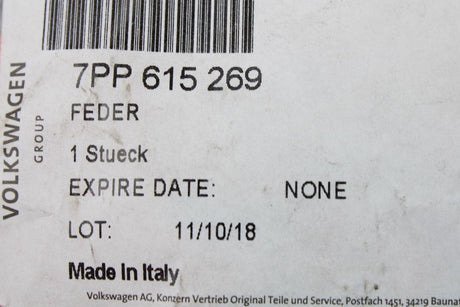 VOLKSWAGEN
GROUP
7PP 615 269
FEDER
1 Stueck
EXPIRE DATE: NONE
LOT: 11/10/18
Made In Italy
Volkswagen AG, Konzern Vertrieb Original Teile und Service, Postfach 1451, 34219